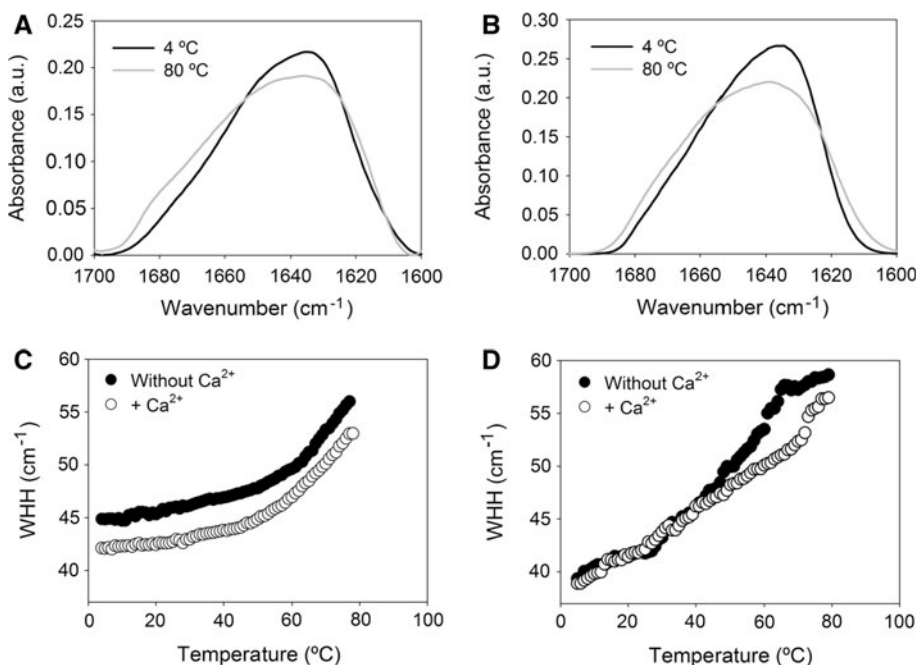 A
B
0.25
0.20
0.15
0.10
0.05
0.00
Absorbance (a.u.)
4 ºC
80 ºC
1700 1680 1660 1640 1620 1600
Wavenumber (cm⁻¹)
0.30
0.25
0.20
0.15
0.10
0.05
0.00
Absorbance (a.u.)
4 ºC
80 ºC
1700 1680 1660 1640 1620 1600
Wavenumber (cm⁻¹)
C
D
60
55
50
45
40
WHH (cm⁻¹)
Without Ca²⁺
+ Ca²⁺
0 20 40 60 80 100
Temperature (ºC)
60
55
50
45
40
WHH (cm⁻¹)
Without Ca²⁺
+ Ca²⁺
0 20 40 60 80 100
Temperature (ºC)